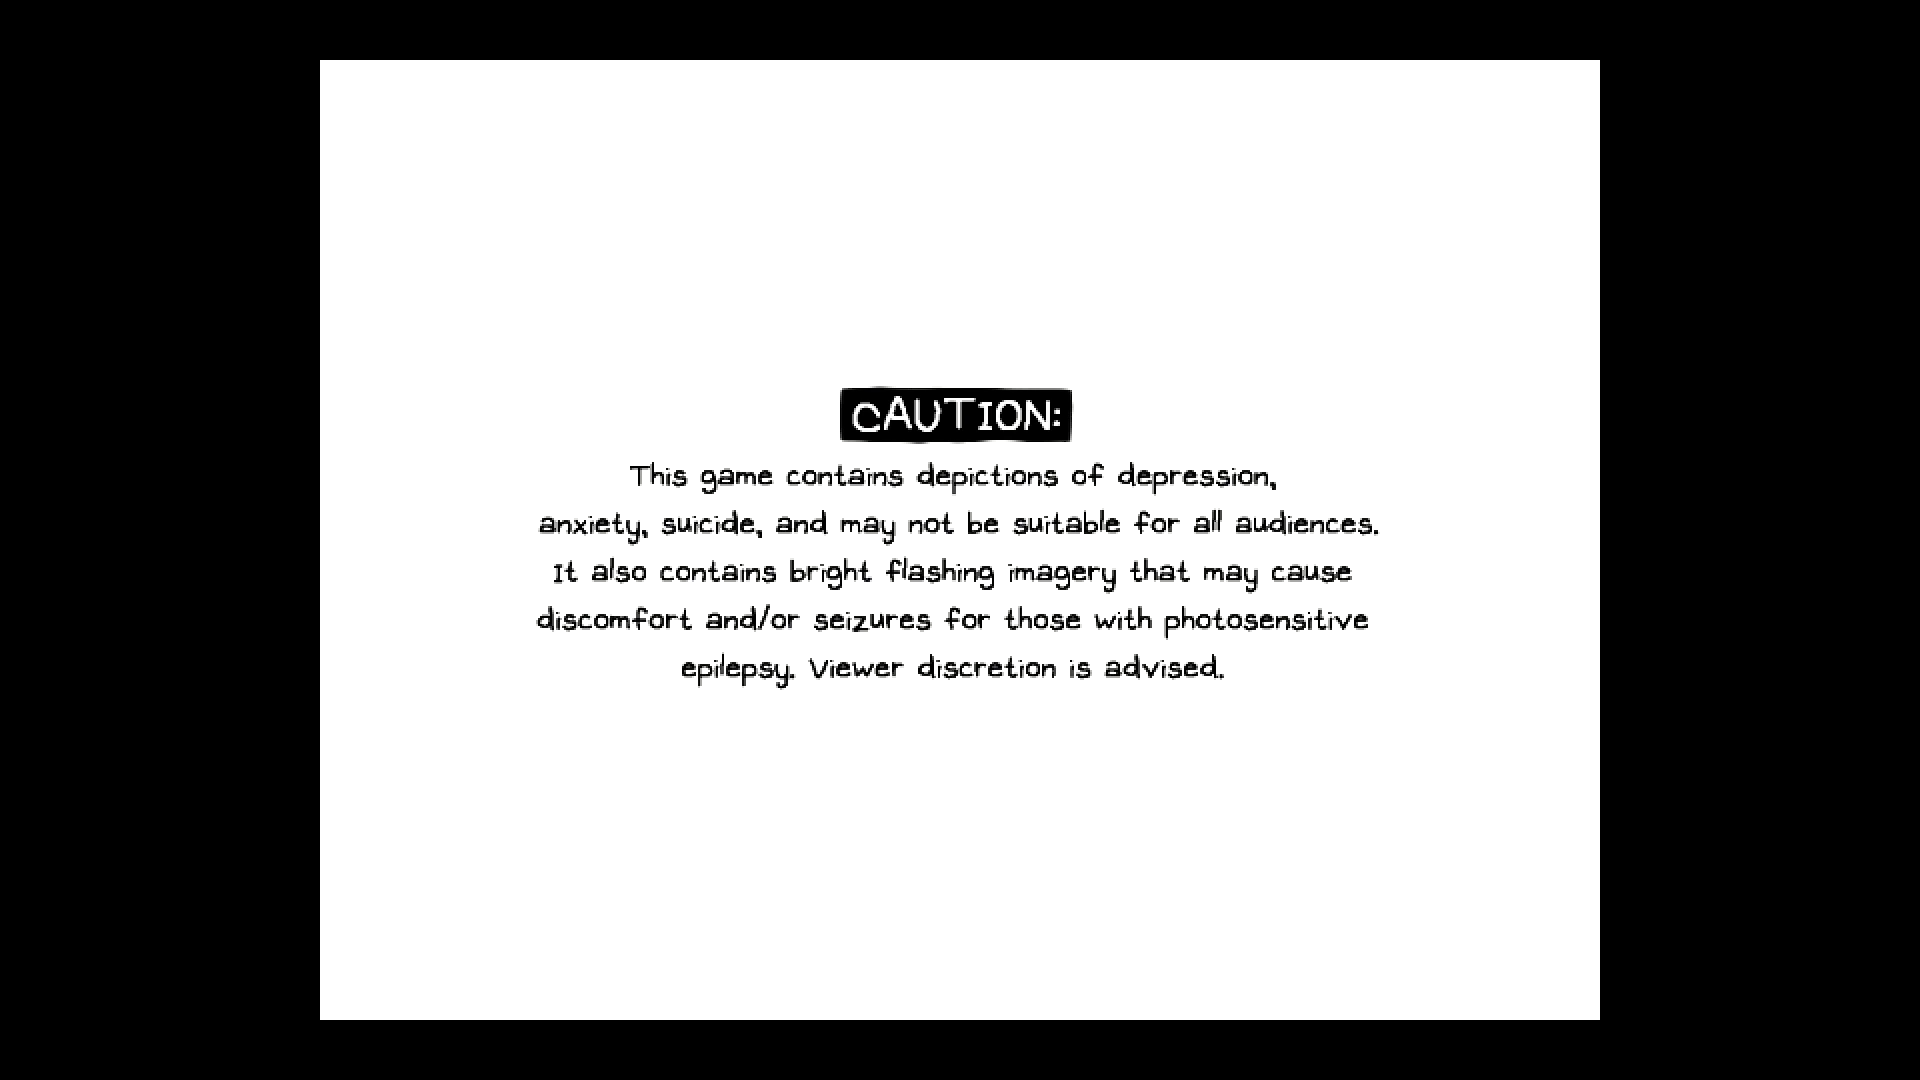 CAUTION:
This game contains depictions of depression,
anxiety, suicide, and may not be suitable for all audiences.
It also contains bright flashing imagery that may cause
discomfort and/or seizures for those with photosensitive
epilepsy. Viewer discretion is advised.